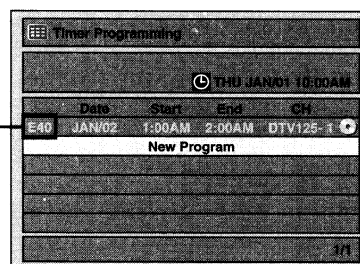 Timer Programming
THU JAN/01 10:00AM
Date Start End CH
E40 JAN/02 1:00AM 2:00AM DTV125- 1
New Program
1/1